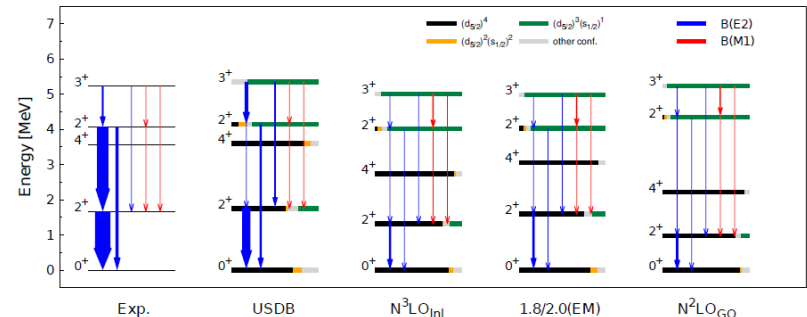 (d5/2)^4 (d5/2)^3(s1/2)^1 B(E2)
(d5/2)^2(s1/2)^2 other conf. B(M1)
Energy [MeV]
7
6
5
4
3
2
1
0
3+ 2+ 4+ 2+ 0+
3+ 2+ 4+ 2+ 0+
3+ 2+ 4+ 2+ 0+
3+ 2+ 4+ 2+ 0+
3+ 2+ 4+ 2+ 0+
Exp. USDB N³LO_lnl 1.8/2.0(EM) N²LO_GO